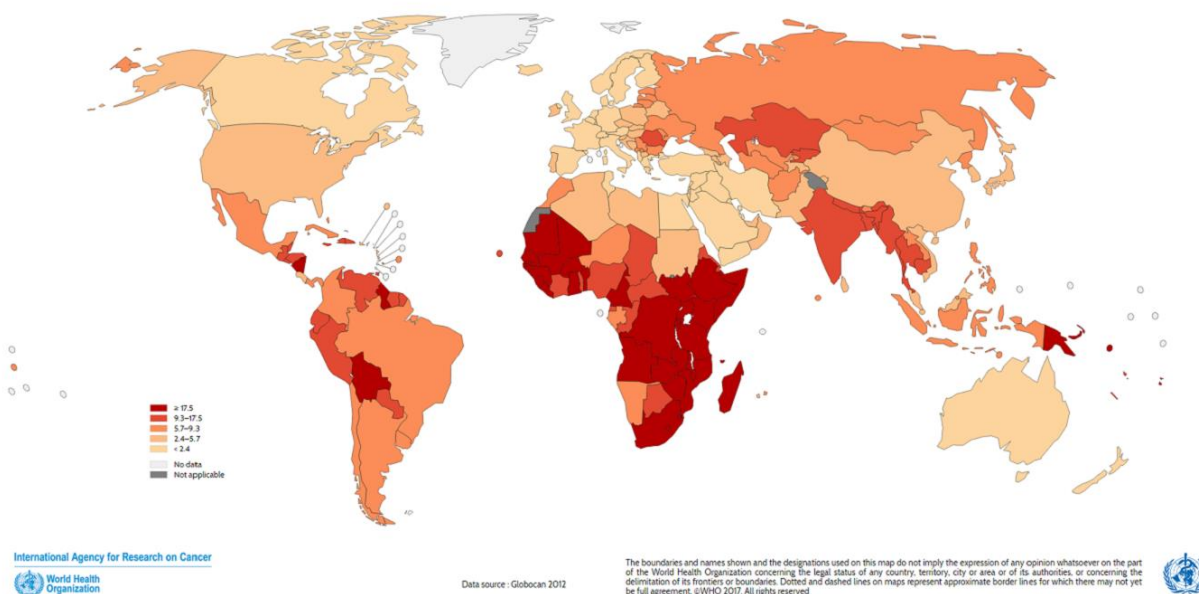 ≥ 17.5
9.3–17.5
5.7–9.3
2.4–5.7
< 2.4
No data
Not applicable
International Agency for Research on Cancer
World Health
Organization
Data source : Globocan 2012
The boundaries and names shown and the designations used on this map do not imply the expression of any opinion whatsoever on the part
of the World Health Organization concerning the legal status of any country, territory, city or area or of its authorities, or concerning the
delimitation of its frontiers or boundaries. Dotted and dashed lines on maps represent approximate border lines for which there may not yet
be full agreement. ©WHO 2017. All rights reserved